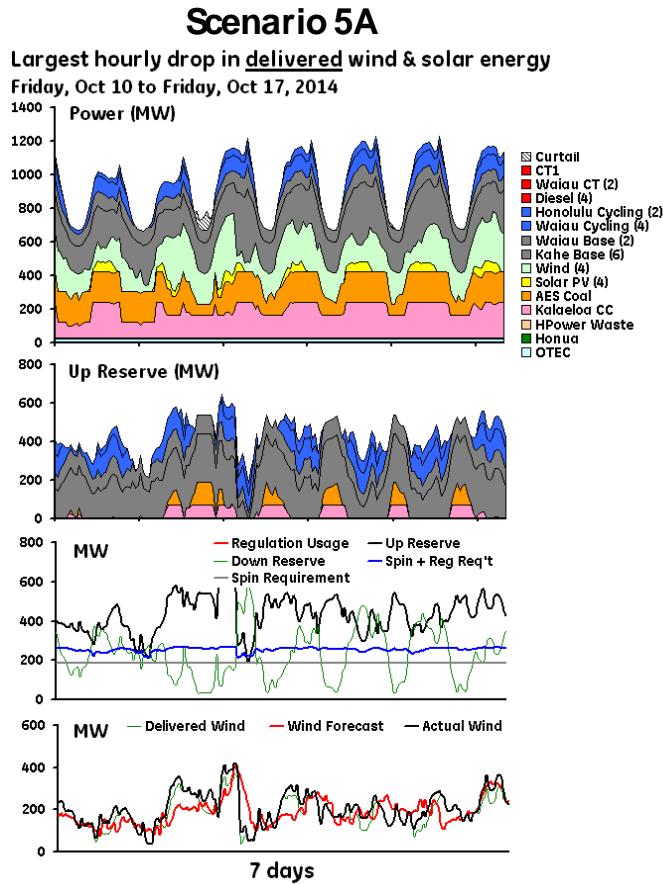 Scenario 5A
Largest hourly drop in delivered wind & solar energy
Friday, Oct 10 to Friday, Oct 17, 2014
Power (MW)
1400
1200
1000
800
600
400
200
0
Curtail
CT1
Waiau CT (2)
Diesel (4)
Honolulu Cycling (2)
Waiau Cycling (4)
Waiau Base (2)
Kahe Base (6)
Wind (4)
Solar PV (4)
AES Coal
Kalaeloa CC
HPower Waste
Honua
OTEC
Up Reserve (MW)
800
600
400
200
0
MW
Regulation Usage
Up Reserve
Down Reserve
Spin + Reg Req't
Spin Requirement
800
600
400
200
0
MW
Delivered Wind
Wind Forecast
Actual Wind
600
400
200
0
7 days